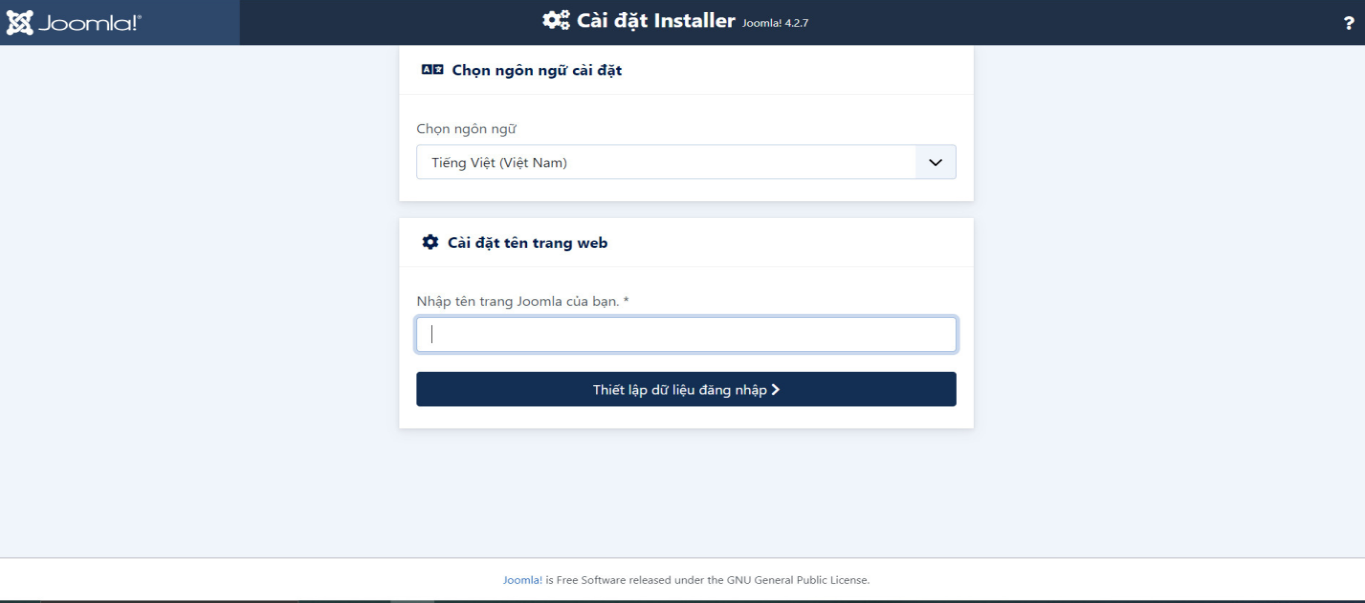 Joomla!®
Cài đặt Installer Joomla! 4.2.7
?
Chọn ngôn ngữ cài đặt
Chọn ngôn ngữ
Tiếng Việt (Việt Nam)
Cài đặt tên trang web
Nhập tên trang Joomla của bạn. *
Thiết lập dữ liệu đăng nhập
Joomla! is Free Software released under the GNU General Public License.